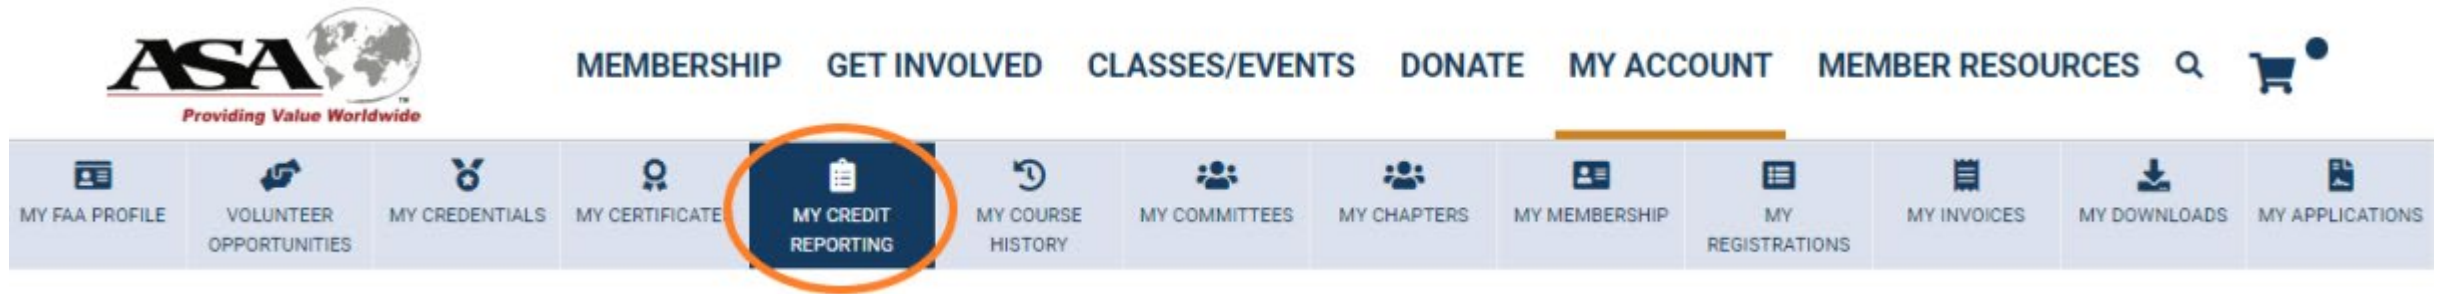 ASA
TM
Providing Value Worldwide
MEMBERSHIP GET INVOLVED CLASSES/EVENTS DONATE MY ACCOUNT MEMBER RESOURCES
MY FAA PROFILE
VOLUNTEER
OPPORTUNITIES
MY CREDENTIALS
MY CERTIFICATE
MY CREDIT
REPORTING
MY COURSE
HISTORY
MY COMMITTEES
MY CHAPTERS
MY MEMBERSHIP
MY
REGISTRATIONS
MY INVOICES
MY DOWNLOADS
MY APPLICATIONS